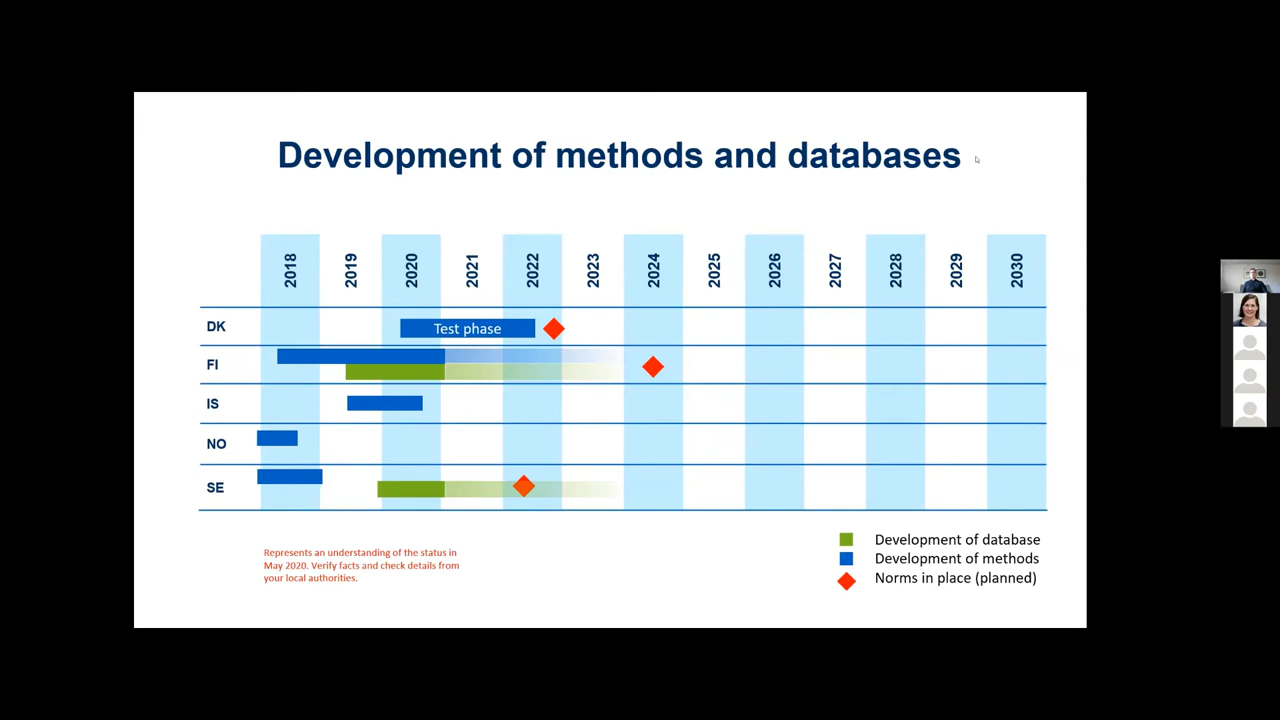 Development of methods and databases
2018 2019 2020 2021 2022 2023 2024 2025 2026 2027 2028 2029 2030
DK Test phase
FI
IS
NO
SE
Represents an understanding of the status in
May 2020. Verify facts and check details from
your local authorities.
Development of database
Development of methods
Norms in place (planned)